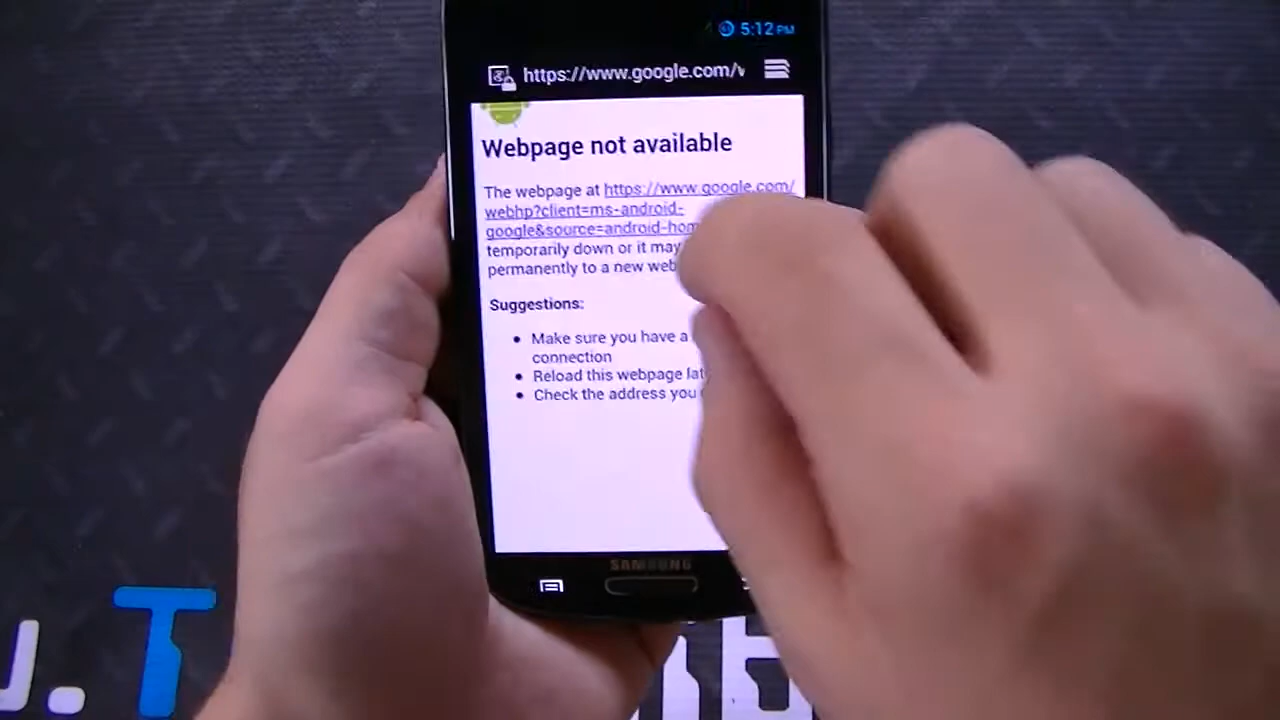 5:12 PM
https://www.google.com/
Webpage not available
The webpage at https://www.google.com/
webhp?client=ms-android-
google&source=android-hom
temporarily down or it may
permanently to a new web
Suggestions:
Make sure you have a
connection
Reload this webpage lat
Check the address you
SAMSUNG